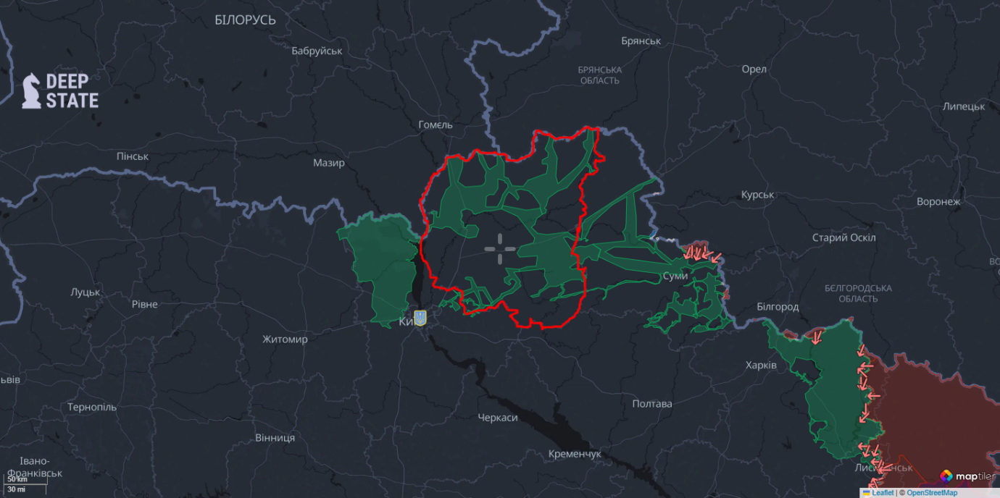 БІЛОРУСЬ
Бабруйськ
Брянськ
БРЯНСЬКА
ОБЛАСТЬ
Орел
DEEP
STATE
Липецьк
Гомель
Пінськ
Мазир
Курськ
Воронеж
Старий Оскіл
Суми
БЄЛГОРОДСЬКА
ОБЛАСТЬ
Луцьк
Рівне
Білгород
Житомир
Харків
ьвів
Полтава
Тернопіль
Черкаси
Вінниця
Кременчук
Івано-
Франківськ
50 km
30 mi
maptiler
Leaflet | © OpenStreetMap